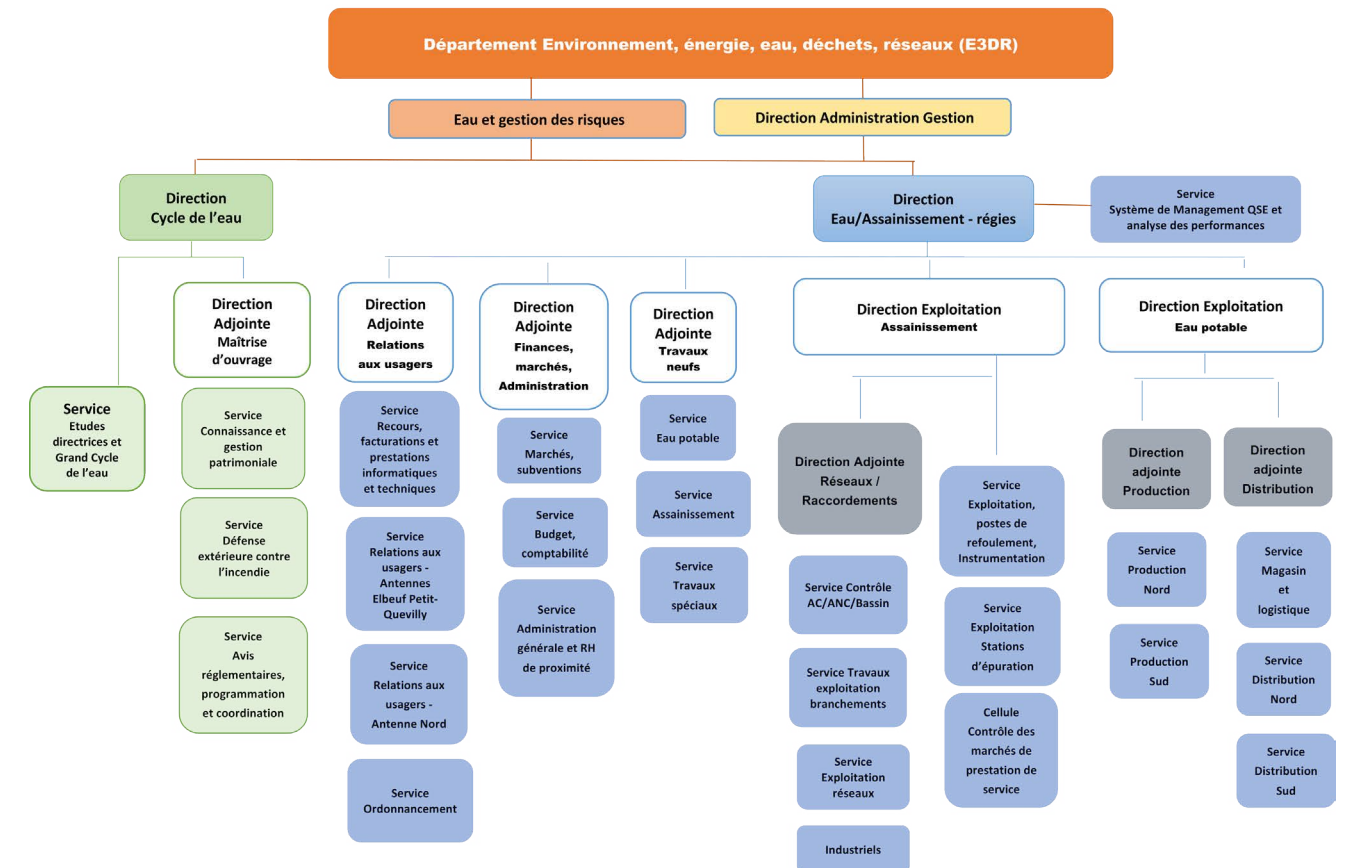 Département Environnement, énergie, eau, déchets, réseaux (E3DR)
Eau et gestion des risques
Direction Administration Gestion
Direction
Cycle de l’eau
Direction
Eau/Assainissement - régies
Service
Système de Management QSE et
analyse des performances
Service
Etudes
directrices et
Grand Cycle
de l’eau
Direction
Adjointe
Maîtrise
d’ouvrage
Service
Connaissance et
gestion
patrimoniale
Service
Défense
extérieure contre
l’incendie
Service
Avis
réglementaires,
programmation
et coordination
Direction
Adjointe
Relations
aux usagers
Service
Recours,
facturations et
prestations
informatiques
et techniques
Service
Relations aux
usagers -
Antennes
Elbeuf Petit-
Quevilly
Service
Relations aux
usagers -
Antenne Nord
Service
Ordonnancement
Direction
Adjointe
Finances,
marchés,
Administration
Service
Marchés,
subventions
Service
Budget,
comptabilité
Service
Administration
générale et RH
de proximité
Direction
Adjointe
Travaux
neufs
Service
Eau potable
Service
Assainissement
Service
Travaux
spéciaux
Direction Exploitation
Assainissement
Direction Adjointe
Réseaux /
Raccordements
Service Contrôle
AC/ANC/Bassin
Service Travaux
exploitation
branchements
Service
Exploitation
réseaux
Industriels
Service
Exploitation,
postes de
refoulement,
Instrumentation
Service
Exploitation
Stations
d’épuration
Cellule
Contrôle des
marchés de
prestation de
service
Direction Exploitation
Eau potable
Direction
adjointe
Production
Service
Production
Nord
Service
Production
Sud
Direction
adjointe
Distribution
Service
Magasin
et
logistique
Service
Distribution
Nord
Service
Distribution
Sud